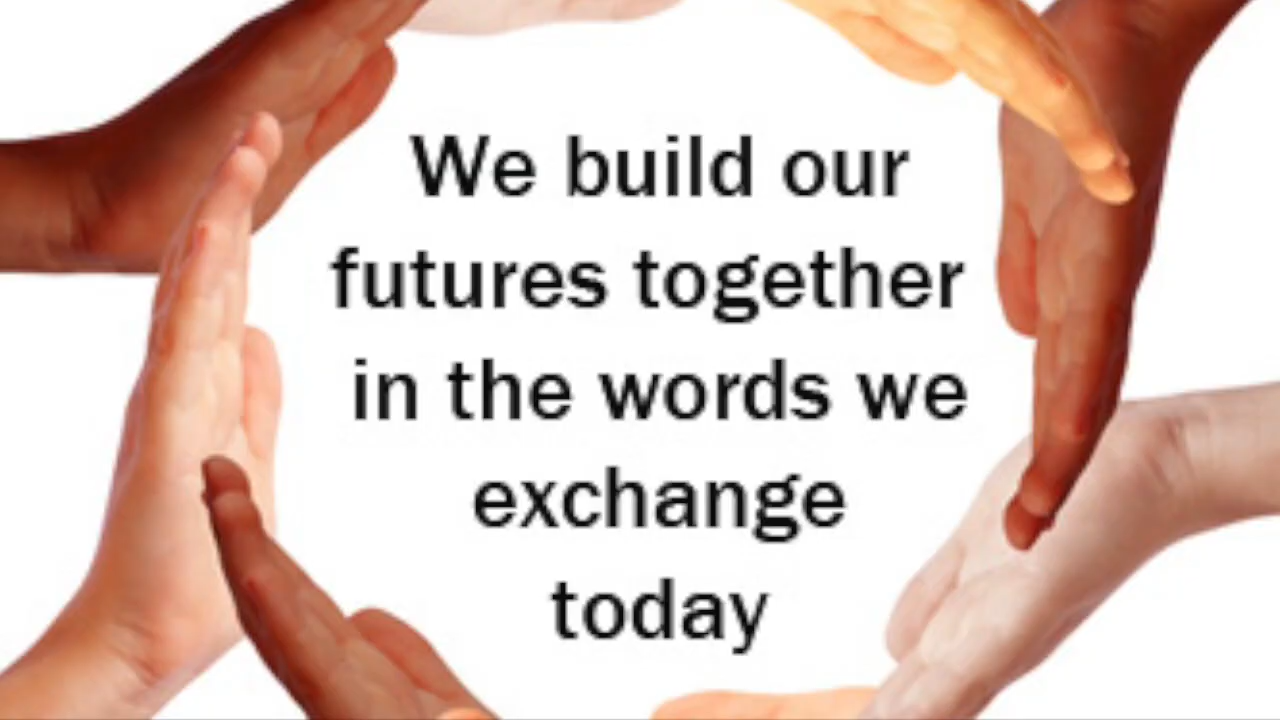 We build our
futures together
in the words we
exchange
today